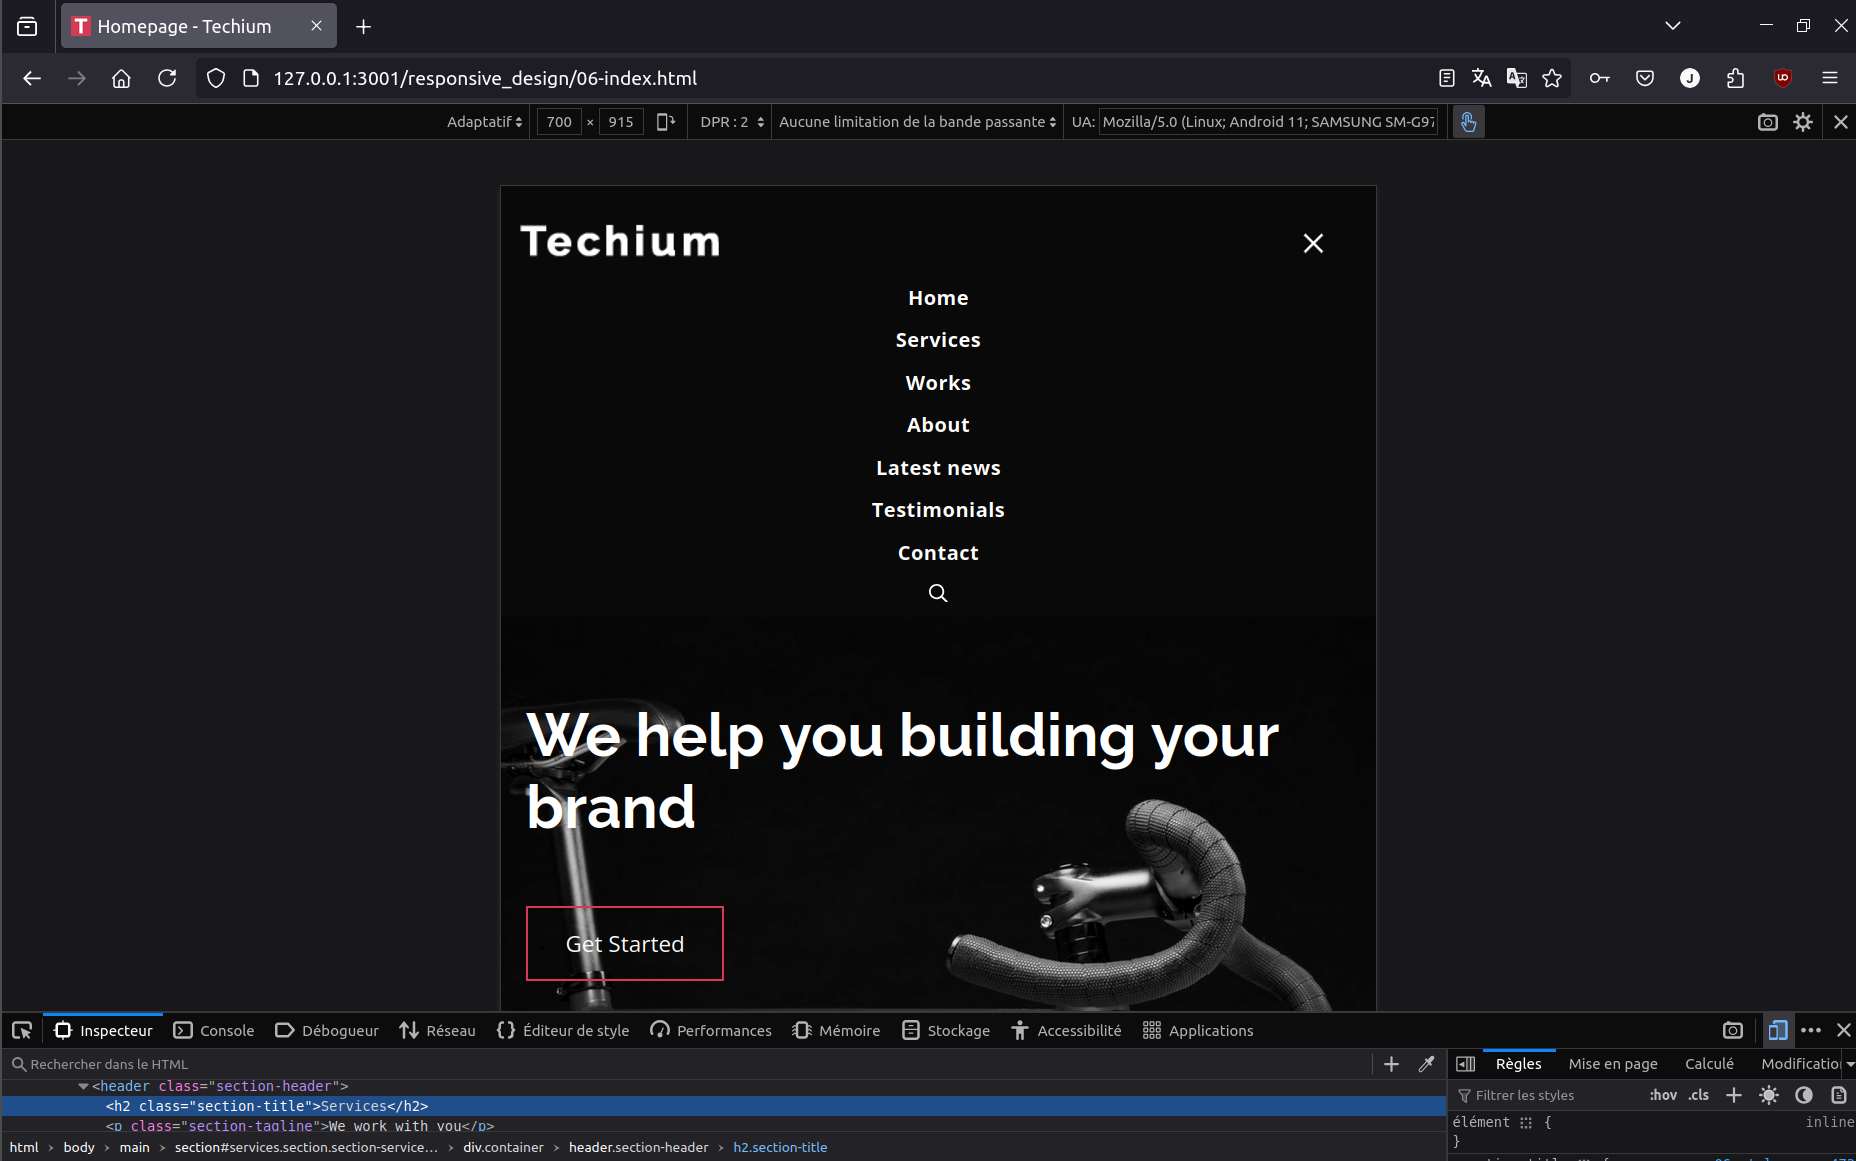 T Homepage - Techium
127.0.0.1:3001/responsive_design/06-index.html
Adaptatif 700 × 915 DPR : 2 Aucune limitation de la bande passante UA: Mozilla/5.0 (Linux; Android 11; SAMSUNG SM-G97
Techium
Home
Services
Works
About
Latest news
Testimonials
Contact
We help you building your
brand
Get Started
Inspecteur Console Débogueur Réseau Éditeur de style Performances Mémoire Stockage Accessibilité Applications
Rechercher dans le HTML
<header class="section-header">
<h2 class="section-title">Services</h2>
<p class="section-tagline">We work with you</p>
html > body > main > section#services.section.section-service… > div.container > header.section-header > h2.section-title
Règles Mise en page Calculé Modificatio
Filtrer les styles :hov .cls
élément { inline
}